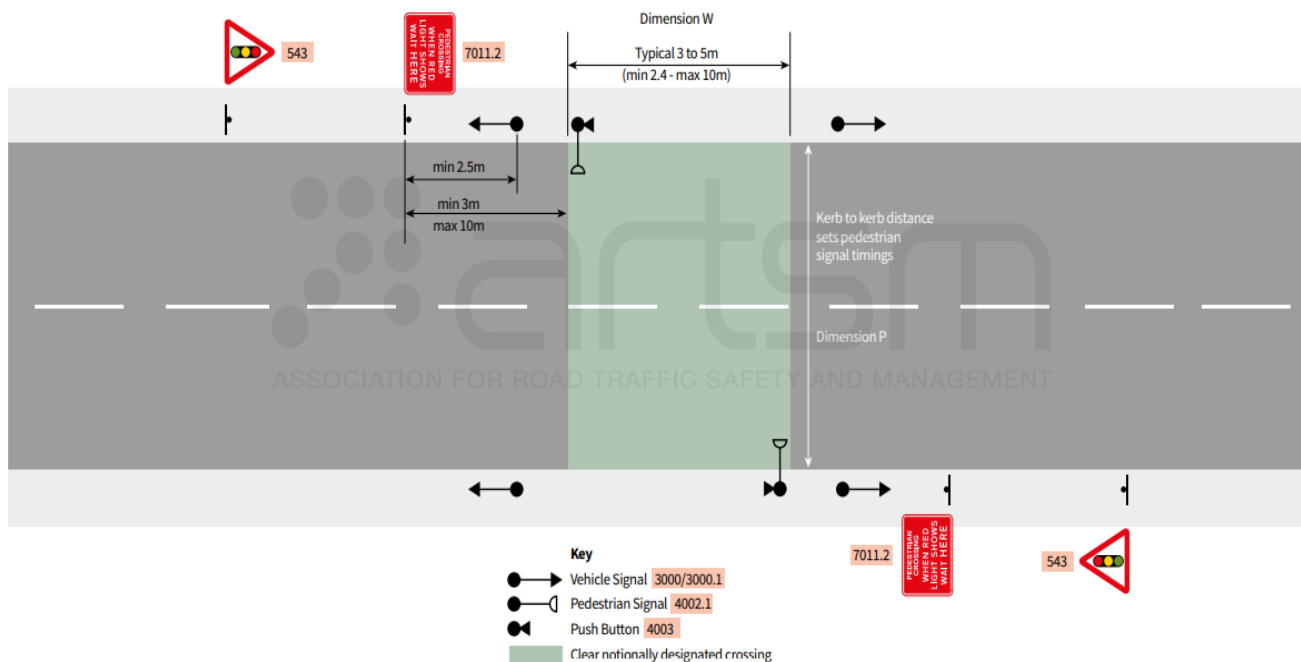 Dimension W
Typical 3 to 5m
(min 2.4 - max 10m)
543
PEDESTRIAN
CROSSING
WHEN RED
LIGHT SHOWS
WAIT HERE
7011.2
min 2.5m
min 3m
max 10m
Kerb to kerb distance
sets pedestrian
signal timings
artsm
Dimension P
ASSOCIATION FOR ROAD TRAFFIC SAFETY AND MANAGEMENT
7011.2
PEDESTRIAN
CROSSING
WHEN RED
LIGHT SHOWS
WAIT HERE
543
Key
Vehicle Signal 3000/3000.1
Pedestrian Signal 4002.1
Push Button 4003
Clear notionally designated crossing